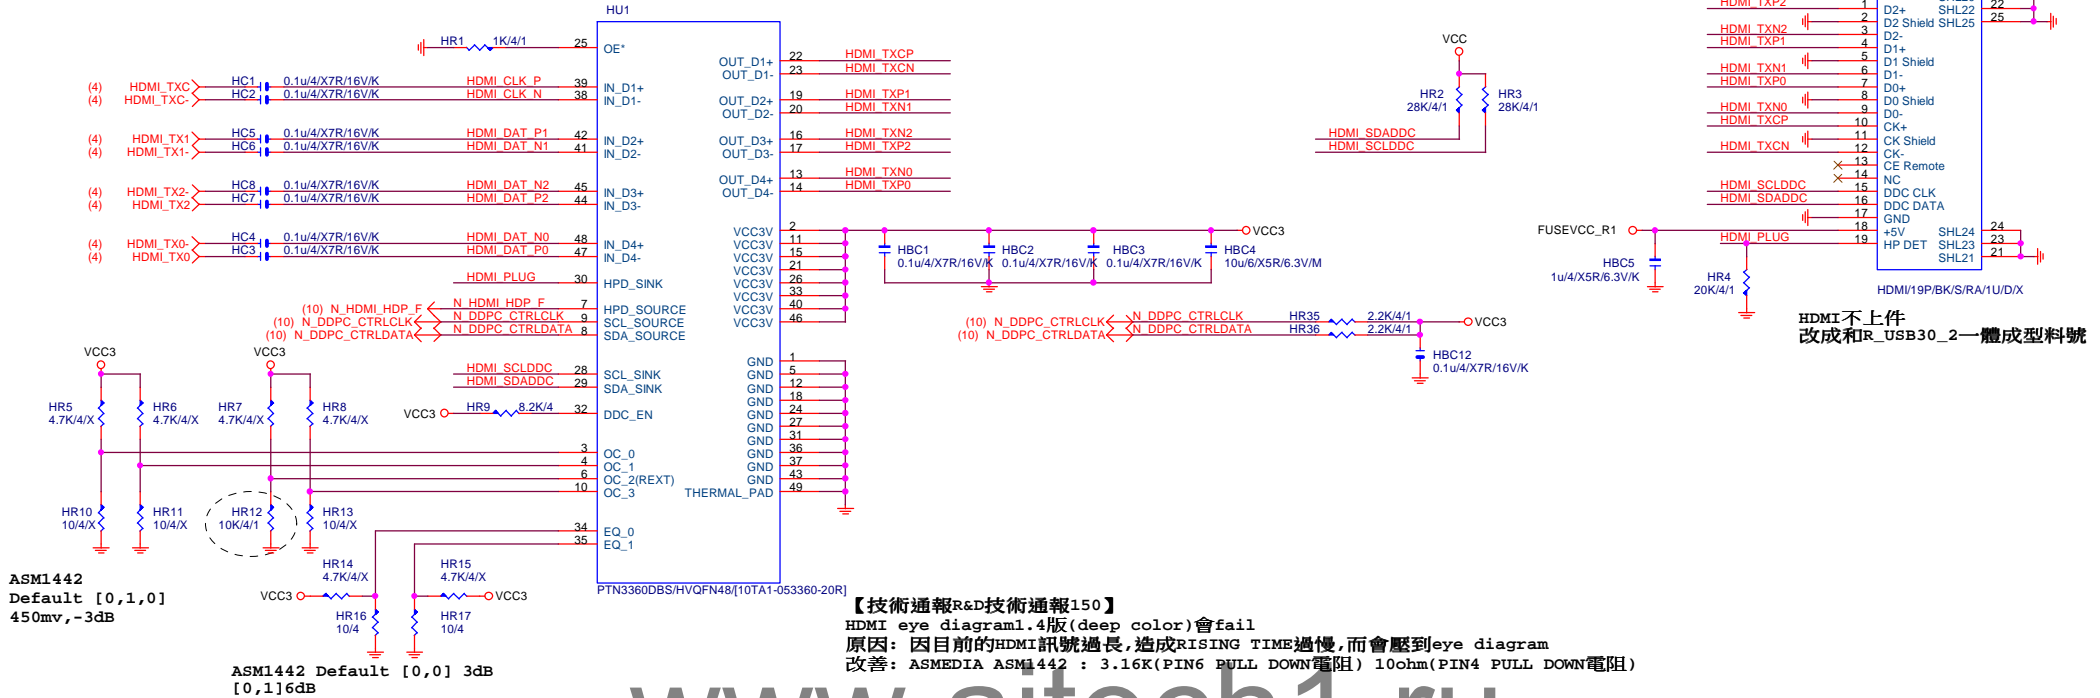 HU1
HR1 1K/4/1
25 OE*
(4) HDMI_TXC HC1 0.1u/4/X7R/16V/K HDMI_CLK_P 39 IN_D1+
(4) HDMI_TXC- HC2 0.1u/4/X7R/16V/K HDMI_CLK_N 38 IN_D1-
(4) HDMI_TX1 HC5 0.1u/4/X7R/16V/K HDMI_DAT_P1 42 IN_D2+
(4) HDMI_TX1- HC6 0.1u/4/X7R/16V/K HDMI_DAT_N1 41 IN_D2-
(4) HDMI_TX2- HC8 0.1u/4/X7R/16V/K HDMI_DAT_N2 45 IN_D3+
(4) HDMI_TX2 HC7 0.1u/4/X7R/16V/K HDMI_DAT_P2 44 IN_D3-
(4) HDMI_TX0- HC4 0.1u/4/X7R/16V/K HDMI_DAT_N0 48 IN_D4+
(4) HDMI_TX0 HC3 0.1u/4/X7R/16V/K HDMI_DAT_P0 47 IN_D4-
HDMI_PLUG 30 HPD_SINK
(10) N_HDMI_HDP_F N_HDMI_HDP_F 7 HPD_SOURCE
(10) N_DDPC_CTRLCLK N_DDPC_CTRLCLK 9 SCL_SOURCE
(10) N_DDPC_CTRLDATA N_DDPC_CTRLDATA 8 SDA_SOURCE
HDMI_SCLDDC 28 SCL_SINK
HDMI_SDADDC 29 SDA_SINK
VCC3 HR9 8.2K/4 32 DDC_EN
3 OC_0
4 OC_1
6 OC_2(REXT)
10 OC_3
34 EQ_0
35 EQ_1
OUT_D1+ 22 HDMI_TXCP
OUT_D1- 23 HDMI_TXCN
OUT_D2+ 19 HDMI_TXP1
OUT_D2- 20 HDMI_TXN1
OUT_D3+ 16 HDMI_TXN2
OUT_D3- 17 HDMI_TXP2
OUT_D4+ 13 HDMI_TXN0
OUT_D4- 14 HDMI_TXP0
VCC3V 2
VCC3V 11
VCC3V 15
VCC3V 21
VCC3V 26
VCC3V 33
VCC3V 40
VCC3V 46
GND 1
GND 5
GND 12
GND 18
GND 24
GND 27
GND 31
GND 36
GND 37
GND 43
THERMAL_PAD 49
PTN3360DBS/HVQFN48/[10TA1-053360-20R]
VCC3
VCC3
HR5
4.7K/4/X
HR6
4.7K/4/X
HR7
4.7K/4/X
HR8
4.7K/4/X
HR10
10/4/X
HR11
10/4/X
HR12
10K/4/1
HR13
10/4/X
HR14
4.7K/4/X
HR15
4.7K/4/X
VCC3
VCC3
HR16
10/4
HR17
10/4
ASM1442
Default [0,1,0]
450mv,-3dB
ASM1442 Default [0,0] 3dB
[0,1]6dB
VCC3
HBC1
0.1u/4/X7R/16V/K
HBC2
0.1u/4/X7R/16V/K
HBC3
0.1u/4/X7R/16V/K
HBC4
10u/6/X5R/6.3V/M
(10) N_DDPC_CTRLCLK N_DDPC_CTRLCLK HR35 2.2K/4/1 VCC3
(10) N_DDPC_CTRLDATA N_DDPC_CTRLDATA HR36 2.2K/4/1
HBC12
0.1u/4/X7R/16V/K
VCC
HR2
28K/4/1
HR3
28K/4/1
HDMI_SDADDC
HDMI_SCLDDC
HDMI_TXP2 1 D2+
2 D2 Shield
HDMI_TXN2 3 D2-
HDMI_TXP1 4 D1+
5 D1 Shield
HDMI_TXN1 6 D1-
HDMI_TXP0 7 D0+
8 D0 Shield
HDMI_TXN0 9 D0-
HDMI_TXCP 10 CK+
11 CK Shield
HDMI_TXCN 12 CK-
13 CE Remote
14 NC
HDMI_SCLDDC 15 DDC CLK
HDMI_SDADDC 16 DDC DATA
17 GND
FUSEVCC_R1 18 +5V
HDMI_PLUG 19 HP DET
SHL22 22
SHL25 25
SHL24 24
SHL23 23
SHL21 21
HBC5
1u/4/X5R/6.3V/K
HR4
20K/4/1
HDMI/19P/BK/S/RA/1U/D/X
HDMI不上件
改成和R_USB30_2一體成型料號
【技術通報R&D技術通報150】
HDMI eye diagram1.4版(deep color)會fail
原因: 因目前的HDMI訊號過長,造成RISING TIME過慢,而會壓到eye diagram
改善: ASMEDIA ASM1442 : 3.16K(PIN6 PULL DOWN電阻) 10ohm(PIN4 PULL DOWN電阻)